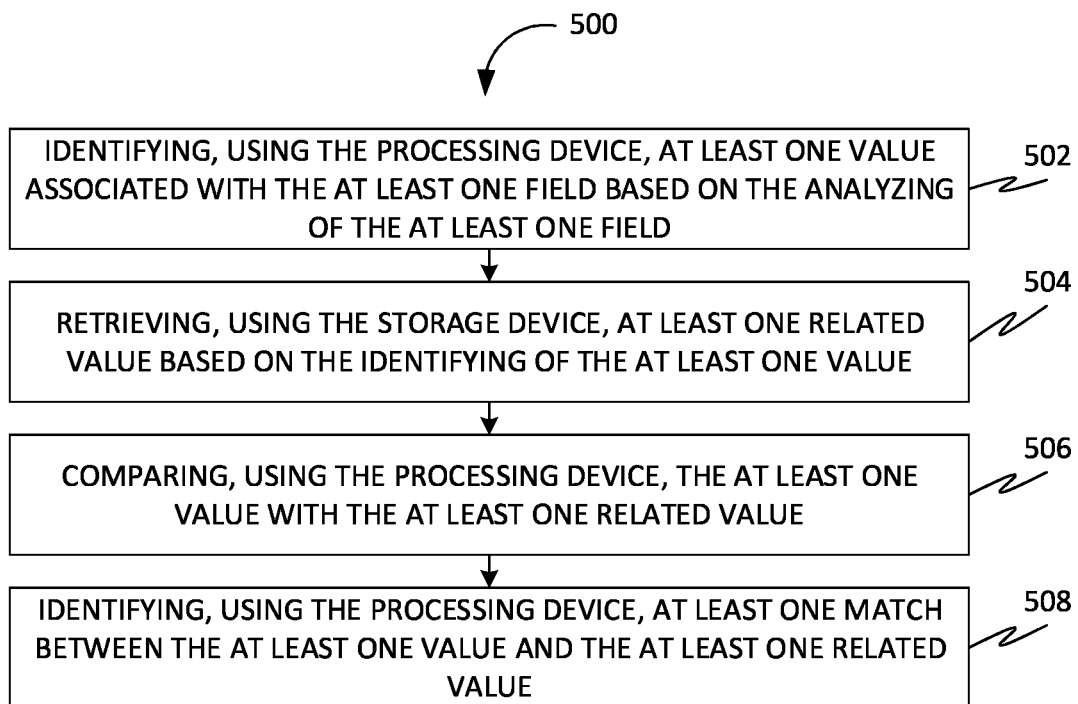 500
IDENTIFYING, USING THE PROCESSING DEVICE, AT LEAST ONE VALUE
ASSOCIATED WITH THE AT LEAST ONE FIELD BASED ON THE ANALYZING
OF THE AT LEAST ONE FIELD
502
RETRIEVING, USING THE STORAGE DEVICE, AT LEAST ONE RELATED
VALUE BASED ON THE IDENTIFYING OF THE AT LEAST ONE VALUE
504
COMPARING, USING THE PROCESSING DEVICE, THE AT LEAST ONE
VALUE WITH THE AT LEAST ONE RELATED VALUE
506
IDENTIFYING, USING THE PROCESSING DEVICE, AT LEAST ONE MATCH
BETWEEN THE AT LEAST ONE VALUE AND THE AT LEAST ONE RELATED
VALUE
508